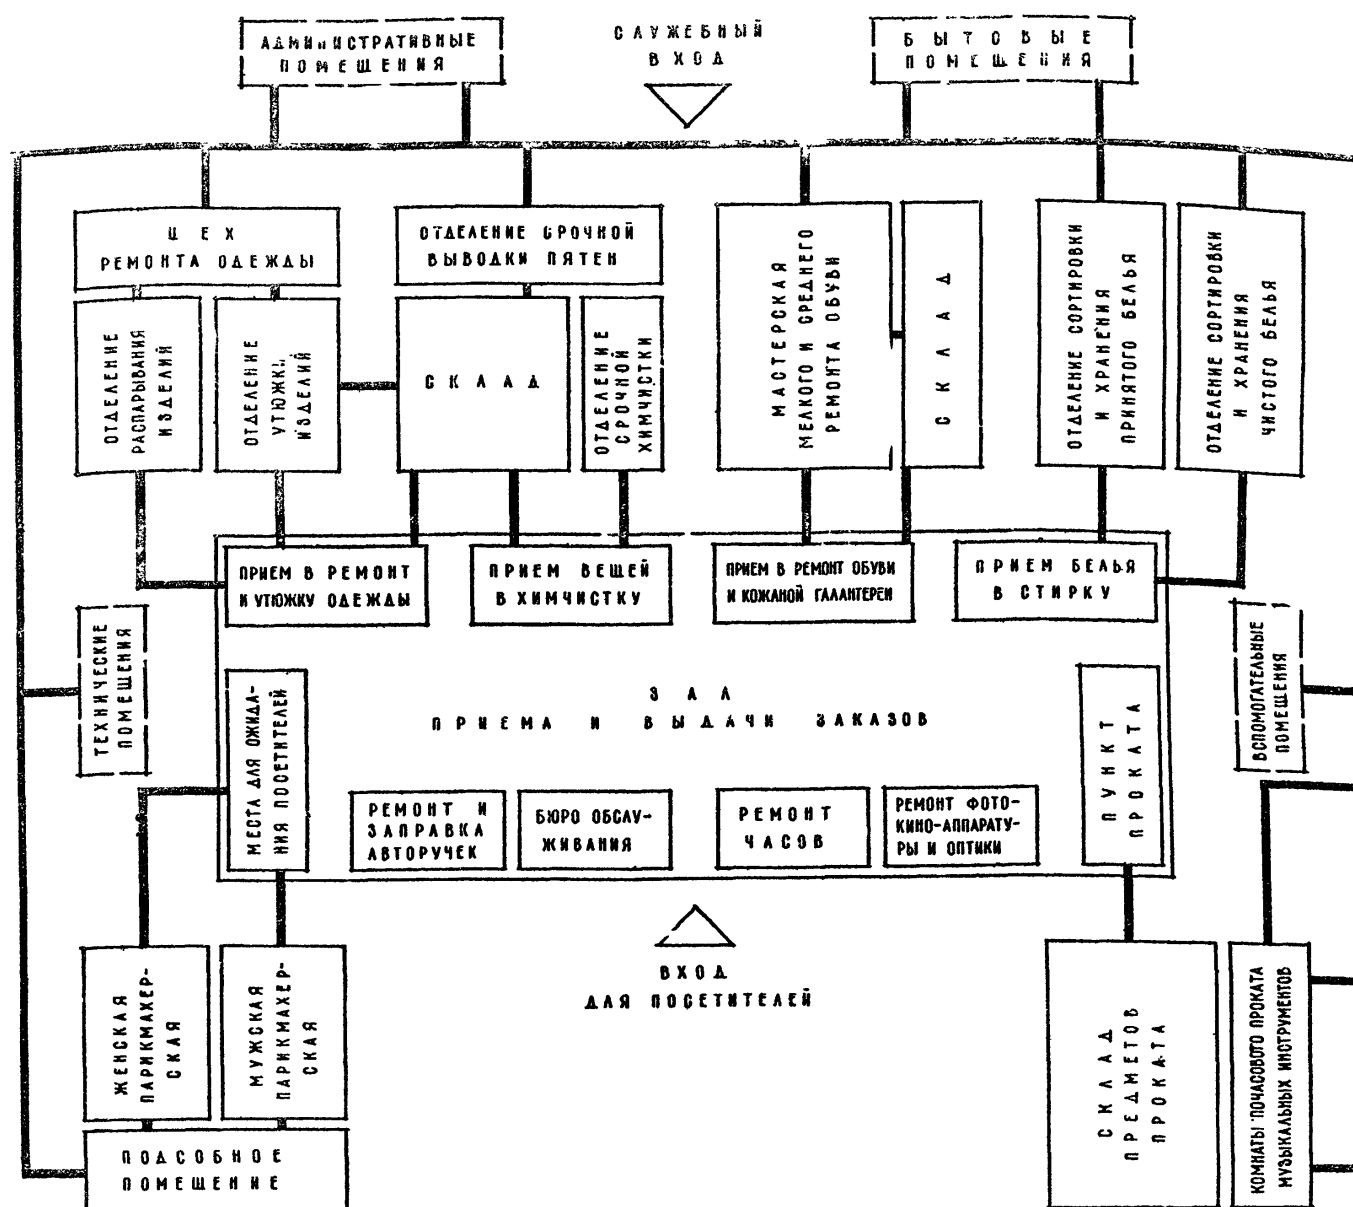 АДМИНИСТРАТИВНЫЕ
ПОМЕЩЕНИЯ
СЛУЖЕБНЫЙ
ВХОД
БЫТОВЫЕ
ПОМЕЩЕНИЯ
ЦЕХ
РЕМОНТА ОДЕЖДЫ
ОТДЕЛЕНИЕ СРОЧНОЙ
ВЫВОДКИ ПЯТЕН
МАСТЕРСКАЯ
МЕЛКОГО И СРЕДНЕГО
РЕМОНТА ОБУВИ
СКЛАД
ОТДЕЛЕНИЕ СОРТИРОВКИ
И ХРАНЕНИЯ
ПРИНЯТОГО БЕЛЬЯ
ОТДЕЛЕНИЕ СОРТИРОВКИ
И ХРАНЕНИЯ
ЧИСТОГО БЕЛЬЯ
ОТДЕЛЕНИЕ
РАСПАРЫВАНИЯ
ИЗДЕЛИЙ
ОТДЕЛЕНИЕ
УТЮЖКИ
ИЗДЕЛИЙ
СКЛАД
ОТДЕЛЕНИЕ
СРОЧНОЙ
ХИМЧИСТКИ
ПРИЕМ В РЕМОНТ
И УТЮЖКУ ОДЕЖДЫ
ПРИЕМ ВЕЩЕЙ
В ХИМЧИСТКУ
ПРИЕМ В РЕМОНТ ОБУВИ
И КОЖАНОЙ ГАЛАНТЕРЕИ
ПРИЕМ БЕЛЬЯ
В СТИРКУ
ТЕХНИЧЕСКИЕ
ПОМЕЩЕНИЯ
МЕСТА ДЛЯ ОЖИДА-
НИЯ ПОСЕТИТЕЛЕЙ
ЗАЛ
ПРИЕМА И ВЫДАЧИ ЗАКАЗОВ
ПУНКТ
ПРОКАТА
ВСПОМОГАТЕЛЬНЫЕ
ПОМЕЩЕНИЯ
РЕМОНТ И
ЗАПРАВКА
АВТОРУЧЕК
БЮРО ОБСЛУ-
ЖИВАНИЯ
РЕМОНТ
ЧАСОВ
РЕМОНТ ФОТО-
КИНО-АППАРАТУ-
РЫ И ОПТИКИ
ВХОД
ДЛЯ ПОСЕТИТЕЛЕЙ
ЖЕНСКАЯ
ПАРИКМАХЕР-
СКАЯ
МУЖСКАЯ
ПАРИКМАХЕР-
СКАЯ
СКЛАД
ПРЕДМЕТОВ
ПРОКАТА
КОМНАТЫ ПОЧАСОВОГО ПРОКАТА
МУЗЫКАЛЬНЫХ ИНСТРУМЕНТОВ
ПОДСОБНОЕ
ПОМЕЩЕНИЕ